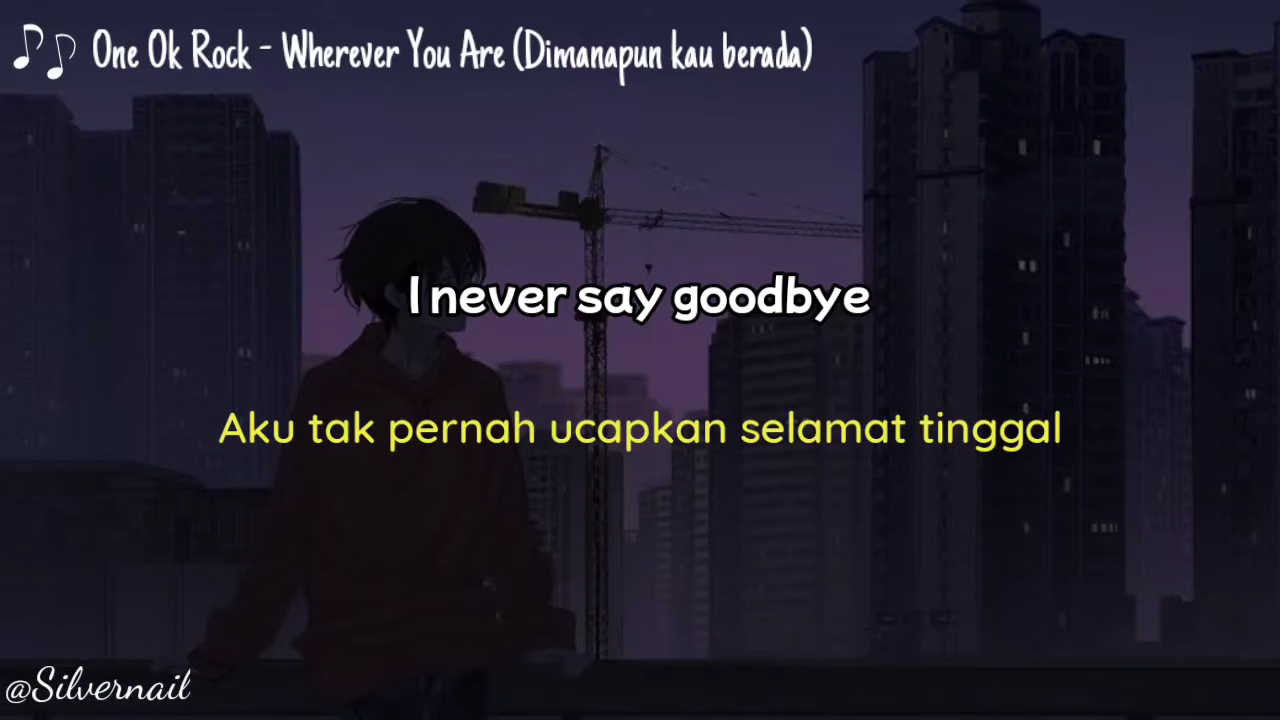 One Ok Rock - Wherever You Are (Dimanapun kau berada)
I never say goodbye
Aku tak pernah ucapkan selamat tinggal
@Silvernail